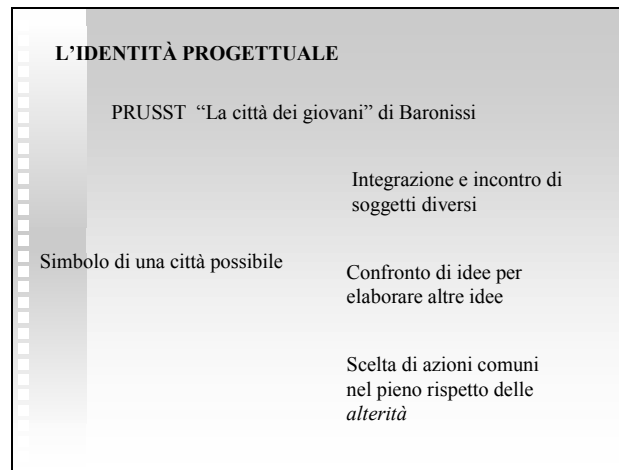 L'IDENTITÀ PROGETTUALE
PRUSST “La città dei giovani” di Baronissi
Simbolo di una città possibile
Integrazione e incontro di
soggetti diversi
Confronto di idee per
elaborare altre idee
Scelta di azioni comuni
nel pieno rispetto delle
alterità